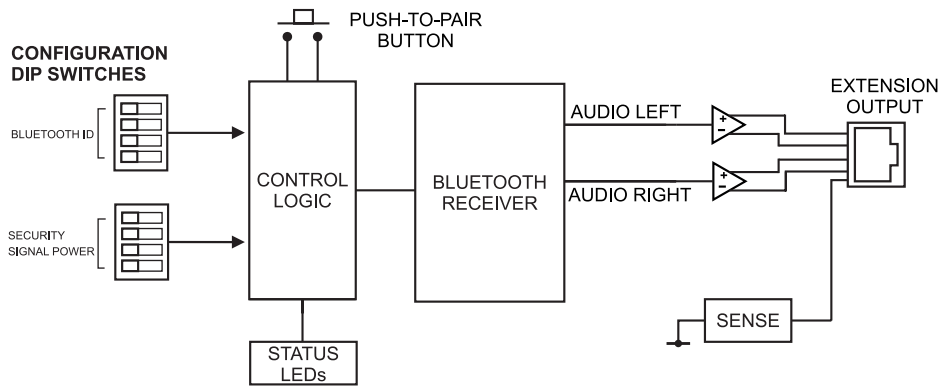 PUSH-TO-PAIR
BUTTON
CONFIGURATION
DIP SWITCHES
BLUETOOTH ID
SECURITY
SIGNAL POWER
CONTROL
LOGIC
BLUETOOTH
RECEIVER
AUDIO LEFT
AUDIO RIGHT
+
-
+
-
EXTENSION
OUTPUT
SENSE
STATUS
LEDs